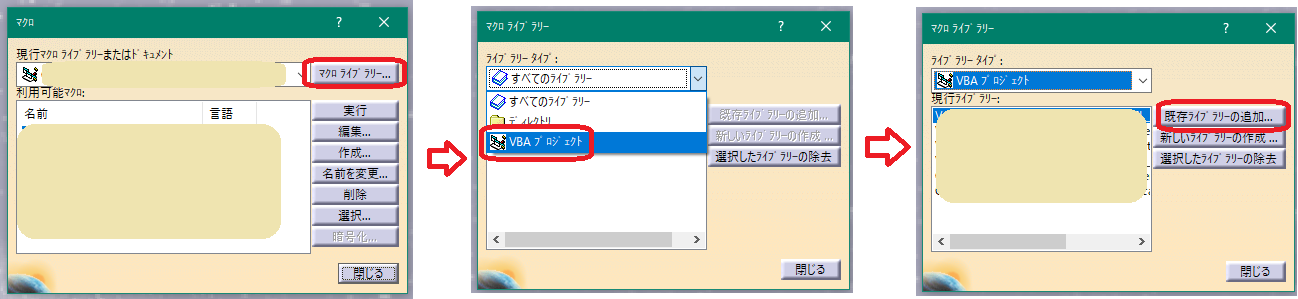 マクロ
?
現行マクロ ライブラリーまたはドキュメント
マクロ ライブラリー...
利用可能マクロ:
名前
言語
実行
編集...
作成...
名前を変更...
削除
選択...
暗号化...
閉じる
マクロ ライブラリー
?
ライブラリー タイプ:
すべてのライブラリー
すべてのライブラリー
ディレクトリ
VBA プロジェクト
既存ライブラリーの追加...
新しいライブラリーの作成...
選択したライブラリーの除去
閉じる
マクロ ライブラリー
?
ライブラリー タイプ:
VBA プロジェクト
現行ライブラリー:
既存ライブラリーの追加...
新しいライブラリーの作成 ...
選択したライブラリーの除去
閉じる